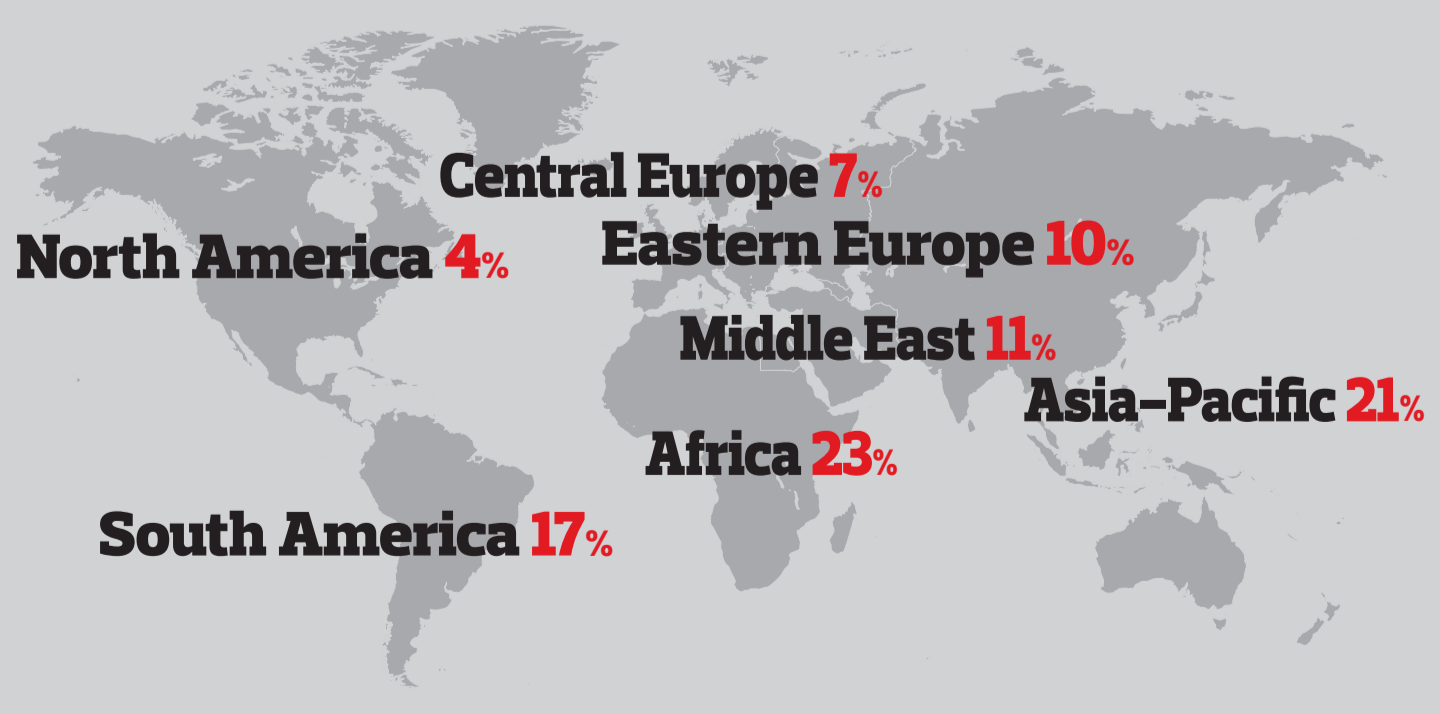 Central Europe 7%
North America 4%
Eastern Europe 10%
Middle East 11%
Asia–Pacific 21%
Africa 23%
South America 17%